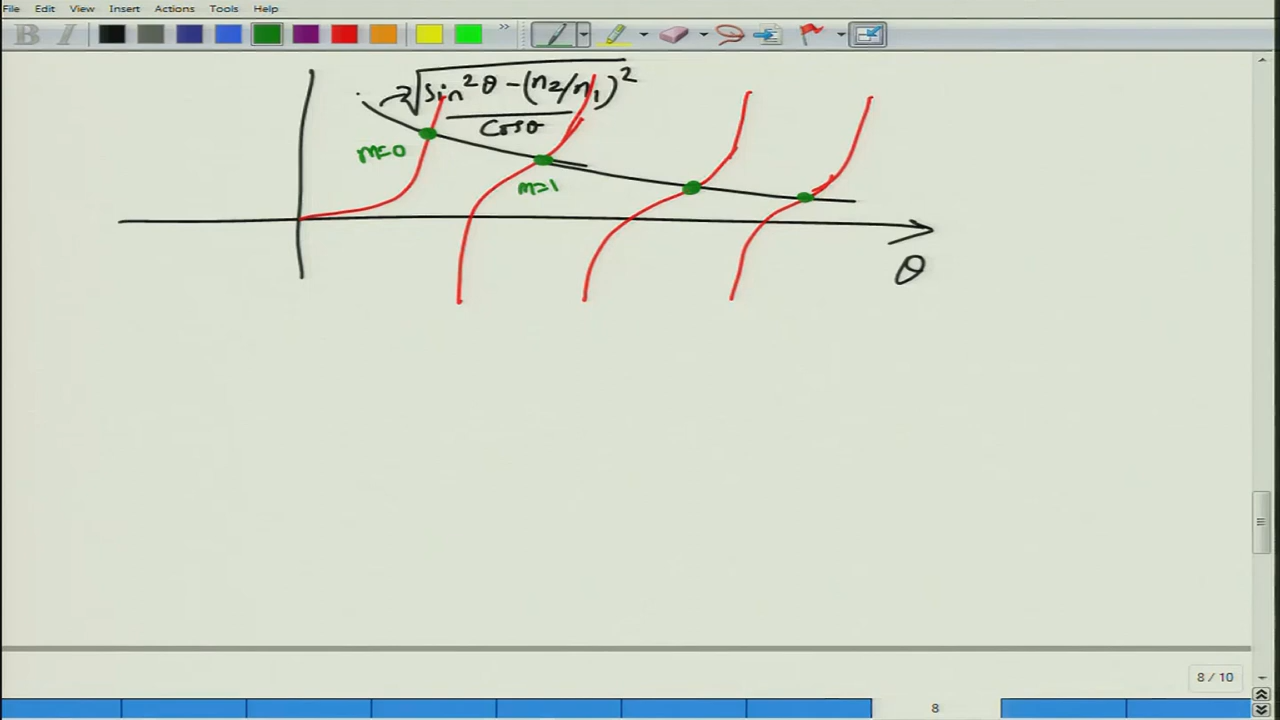 File Edit View Insert Actions Tools Help
B I
√sin²θ - (n₂/n₁)²
cosθ
m=0
m=1
θ
8 / 10
8